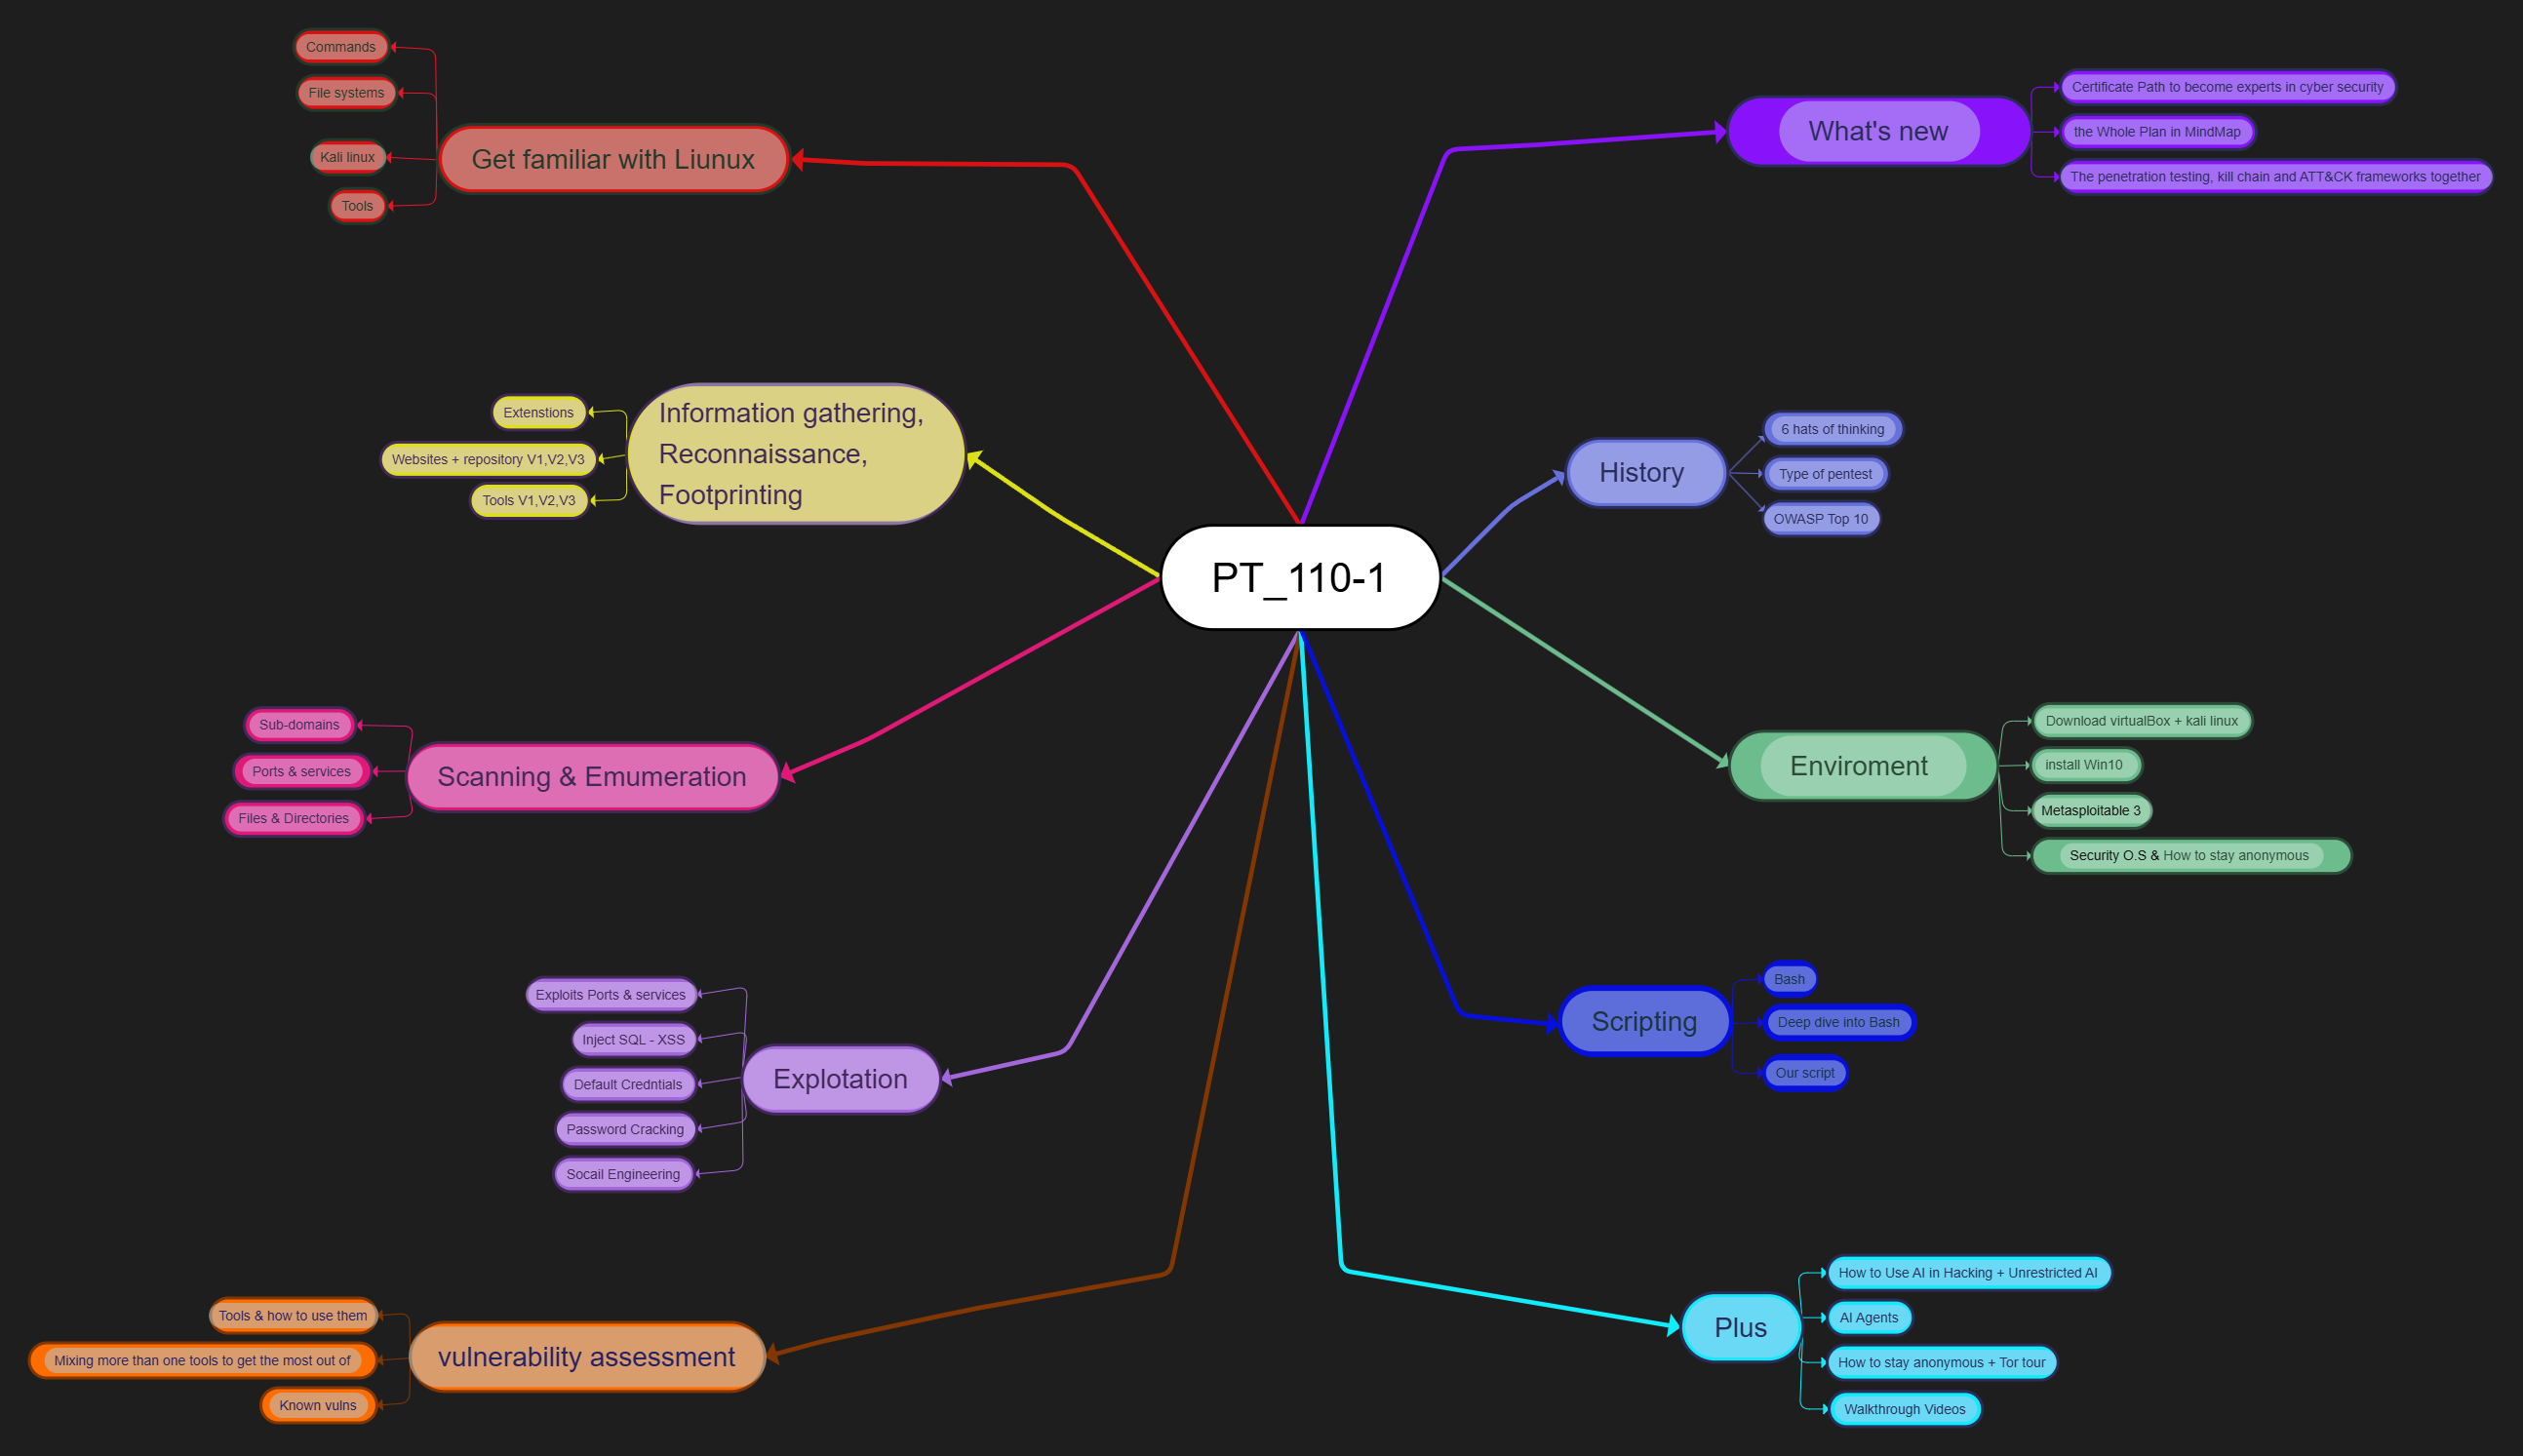 PT_110-1
What's new
Certificate Path to become experts in cyber security
the Whole Plan in MindMap
The penetration testing, kill chain and ATT&CK frameworks together
History
6 hats of thinking
Type of pentest
OWASP Top 10
Enviroment
Download virtualBox + kali linux
install Win10
Metasploitable 3
Security O.S & How to stay anonymous
Scripting
Bash
Deep dive into Bash
Our script
Plus
How to Use AI in Hacking + Unrestricted AI
AI Agents
How to stay anonymous + Tor tour
Walkthrough Videos
Get familiar with Liunux
Commands
File systems
Kali linux
Tools
Information gathering,
Reconnaissance,
Footprinting
Extenstions
Websites + repository V1,V2,V3
Tools V1,V2,V3
Scanning & Emumeration
Sub-domains
Ports & services
Files & Directories
Explotation
Exploits Ports & services
Inject SQL - XSS
Default Credntials
Password Cracking
Socail Engineering
vulnerability assessment
Tools & how to use them
Mixing more than one tools to get the most out of
Known vulns